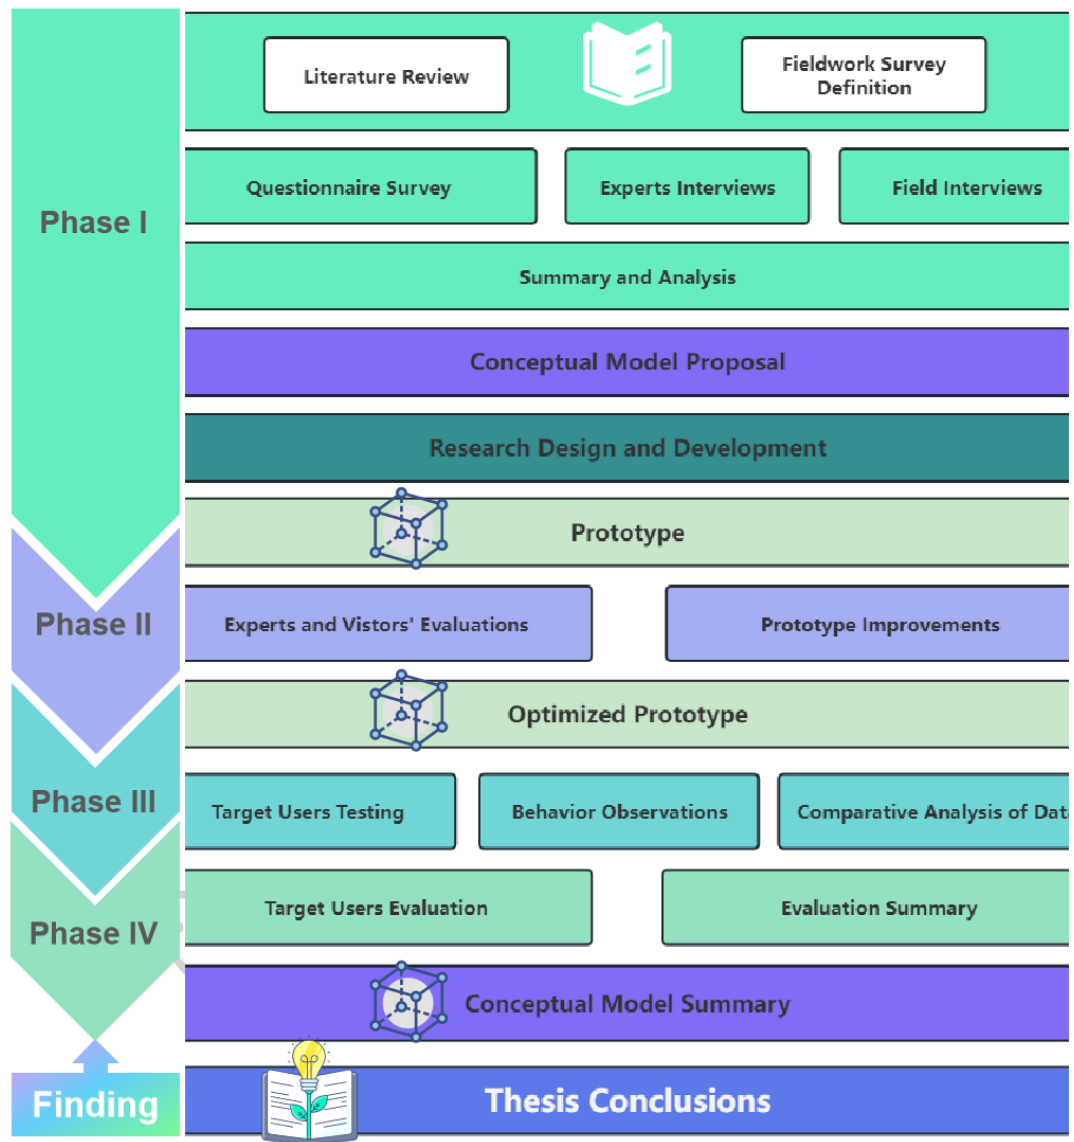 Literature Review
Fieldwork Survey
Definition
Phase I
Questionnaire Survey
Experts Interviews
Field Interviews
Summary and Analysis
Conceptual Model Proposal
Research Design and Development
Prototype
Phase II
Experts and Vistors' Evaluations
Prototype Improvements
Optimized Prototype
Phase III
Target Users Testing
Behavior Observations
Comparative Analysis of Data
Phase IV
Target Users Evaluation
Evaluation Summary
Conceptual Model Summary
Finding
Thesis Conclusions